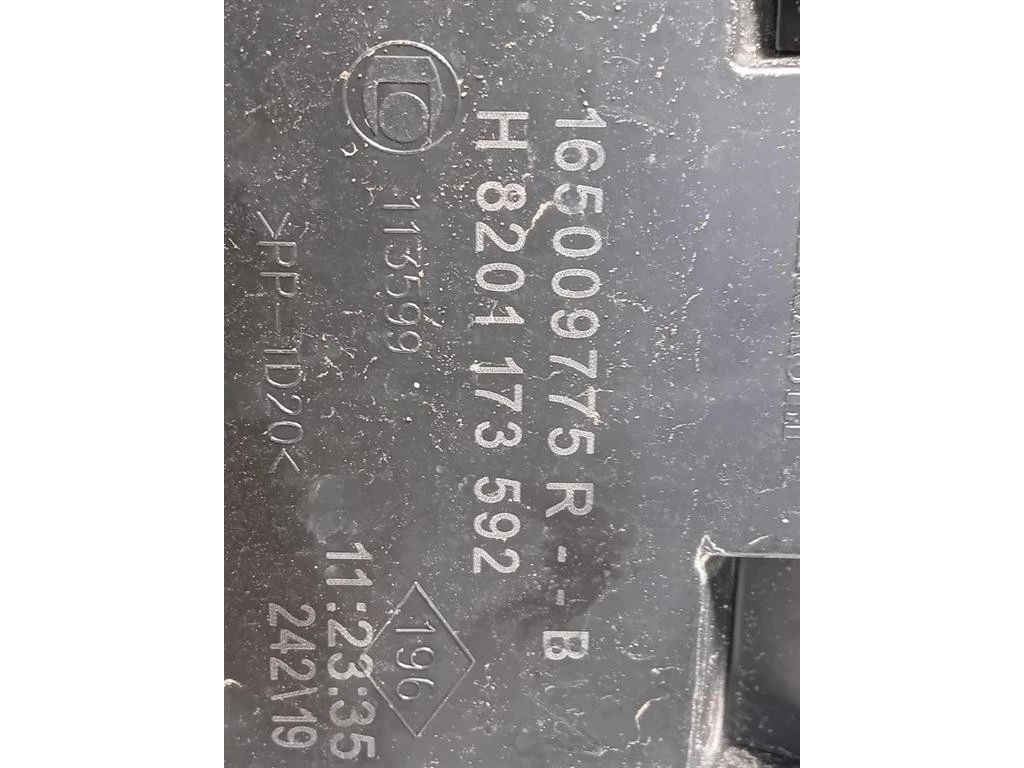 165009775R--B
H 8201 173 592
113599
196
>PP-TD20<
11:23:35
242\19